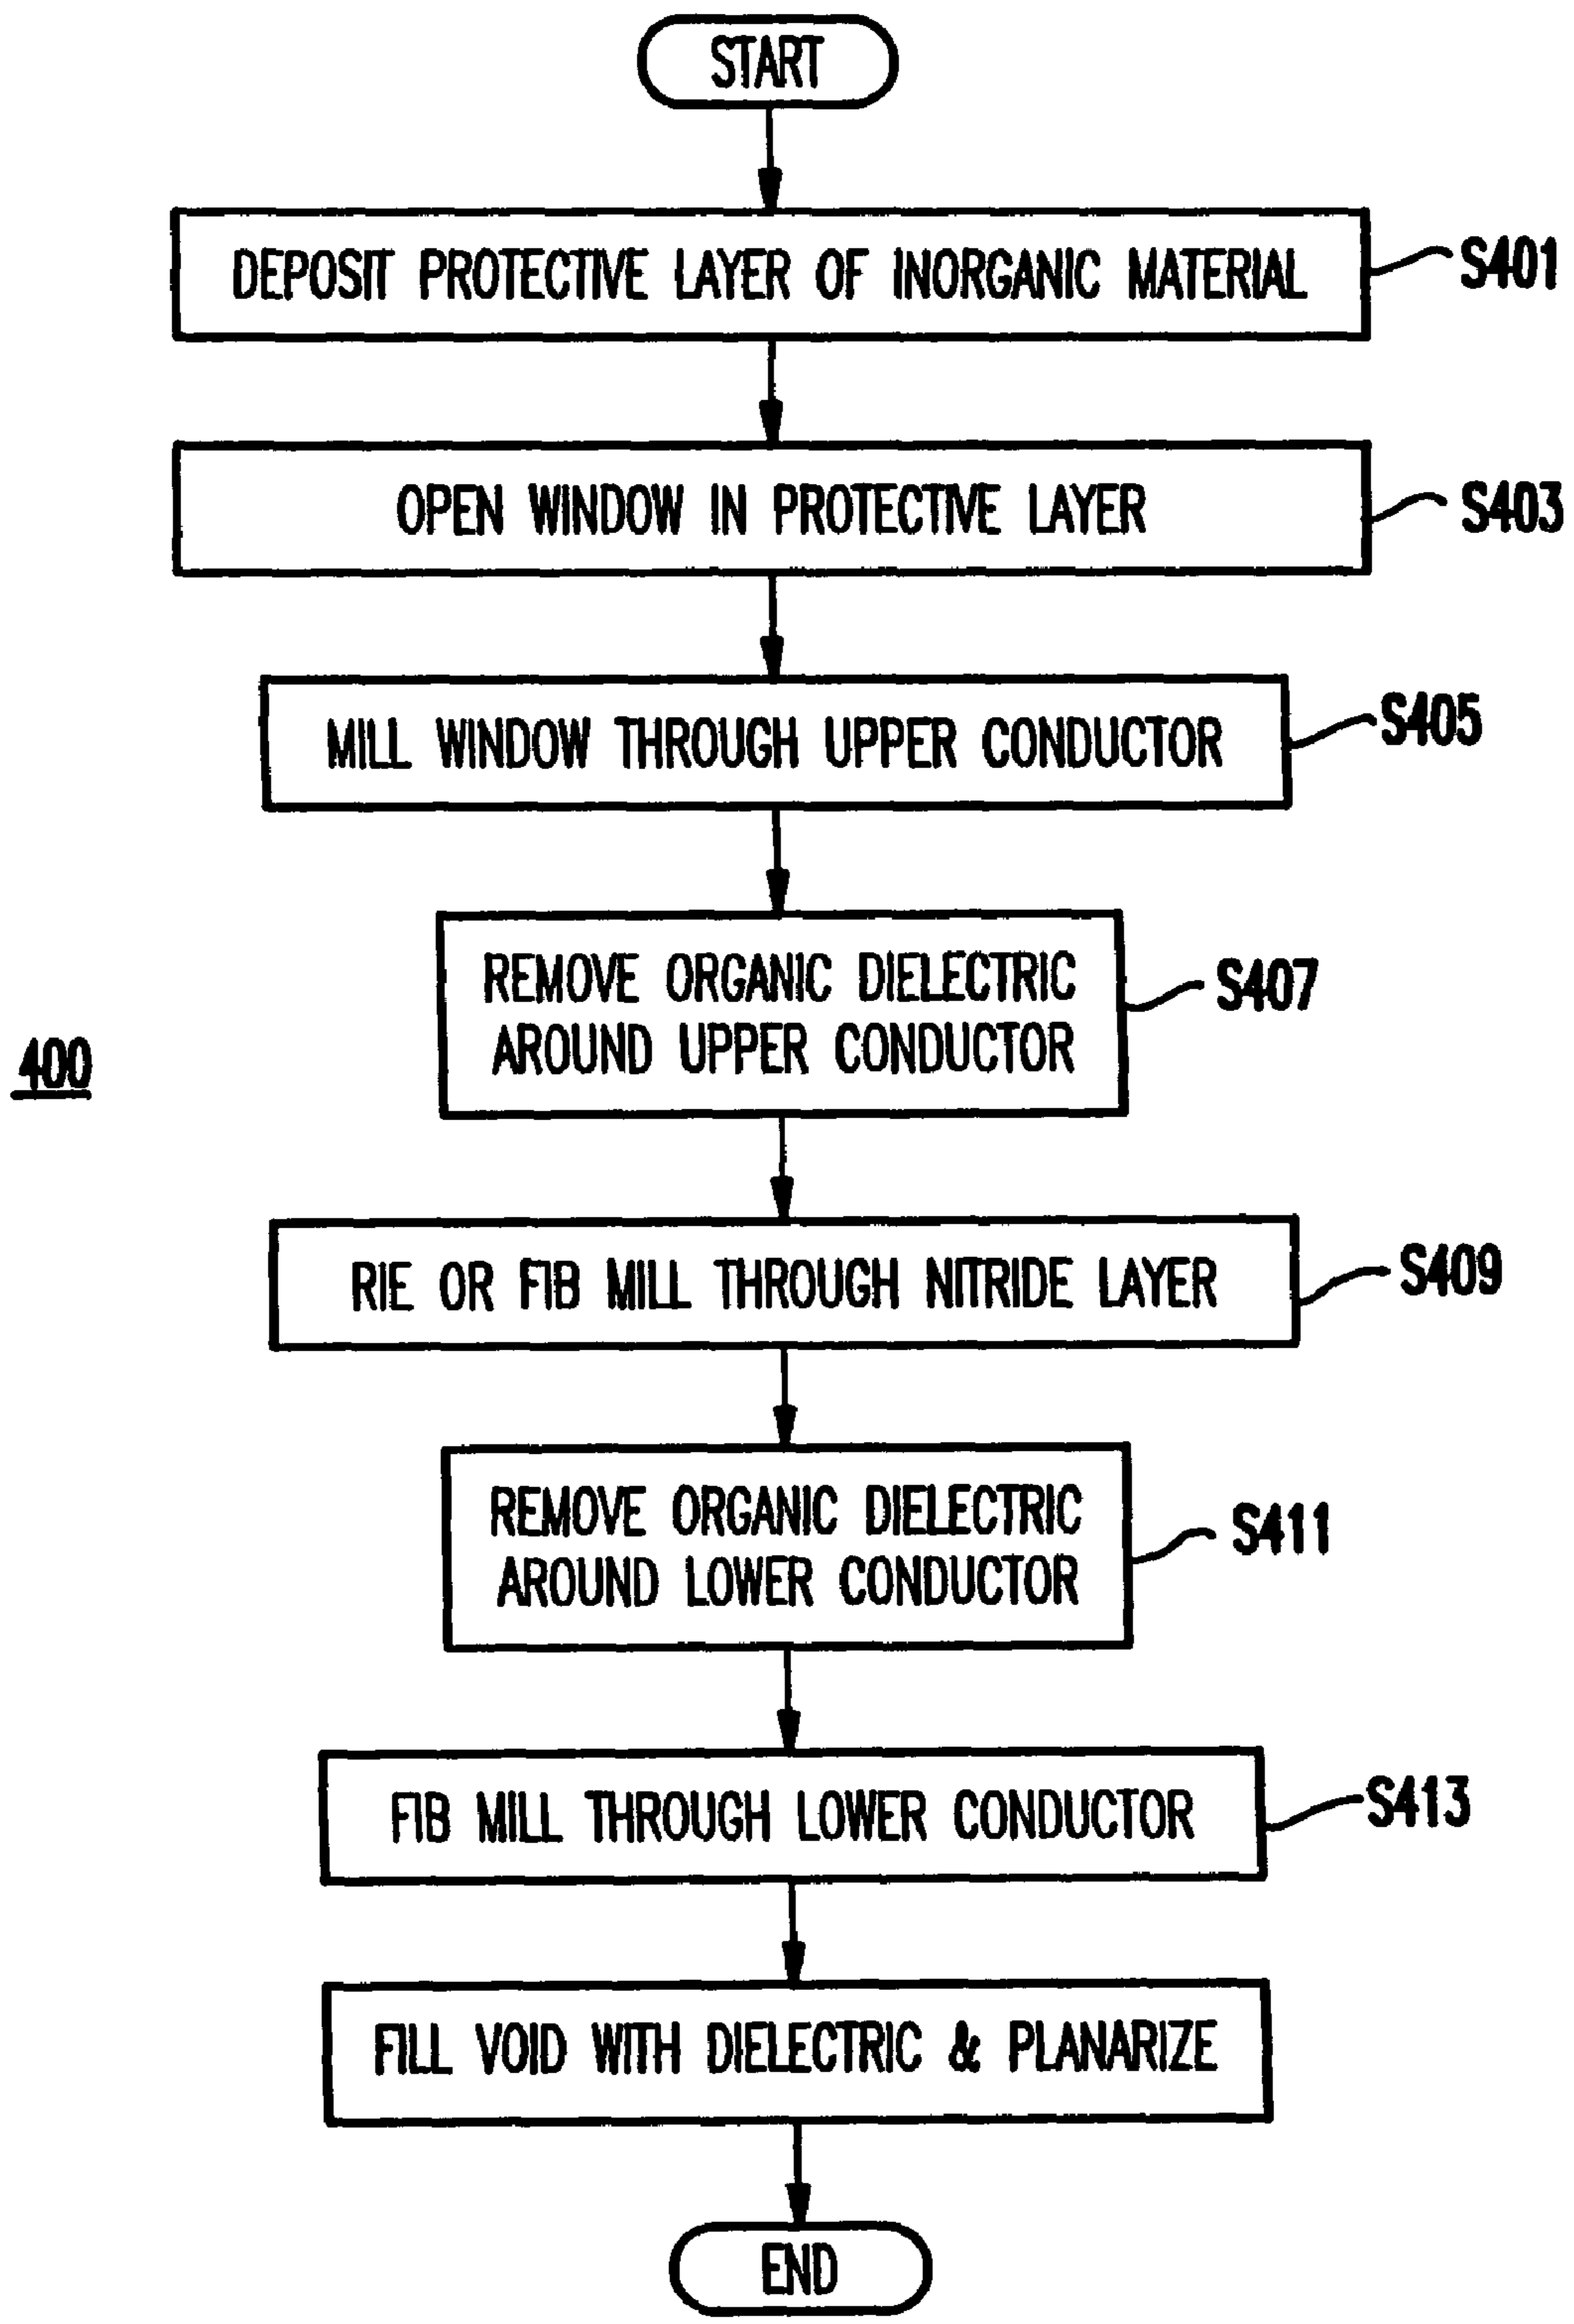 START
DEPOSIT PROTECTIVE LAYER OF INORGANIC MATERIAL
S401
OPEN WINDOW IN PROTECTIVE LAYER
S403
MILL WINDOW THROUGH UPPER CONDUCTOR
S405
REMOVE ORGANIC DIELECTRIC
AROUND UPPER CONDUCTOR
S407
400
RIE OR FIB MILL THROUGH NITRIDE LAYER
S409
REMOVE ORGANIC DIELECTRIC
AROUND LOWER CONDUCTOR
S411
FIB MILL THROUGH LOWER CONDUCTOR
S413
FILL VOID WITH DIELECTRIC & PLANARIZE
END